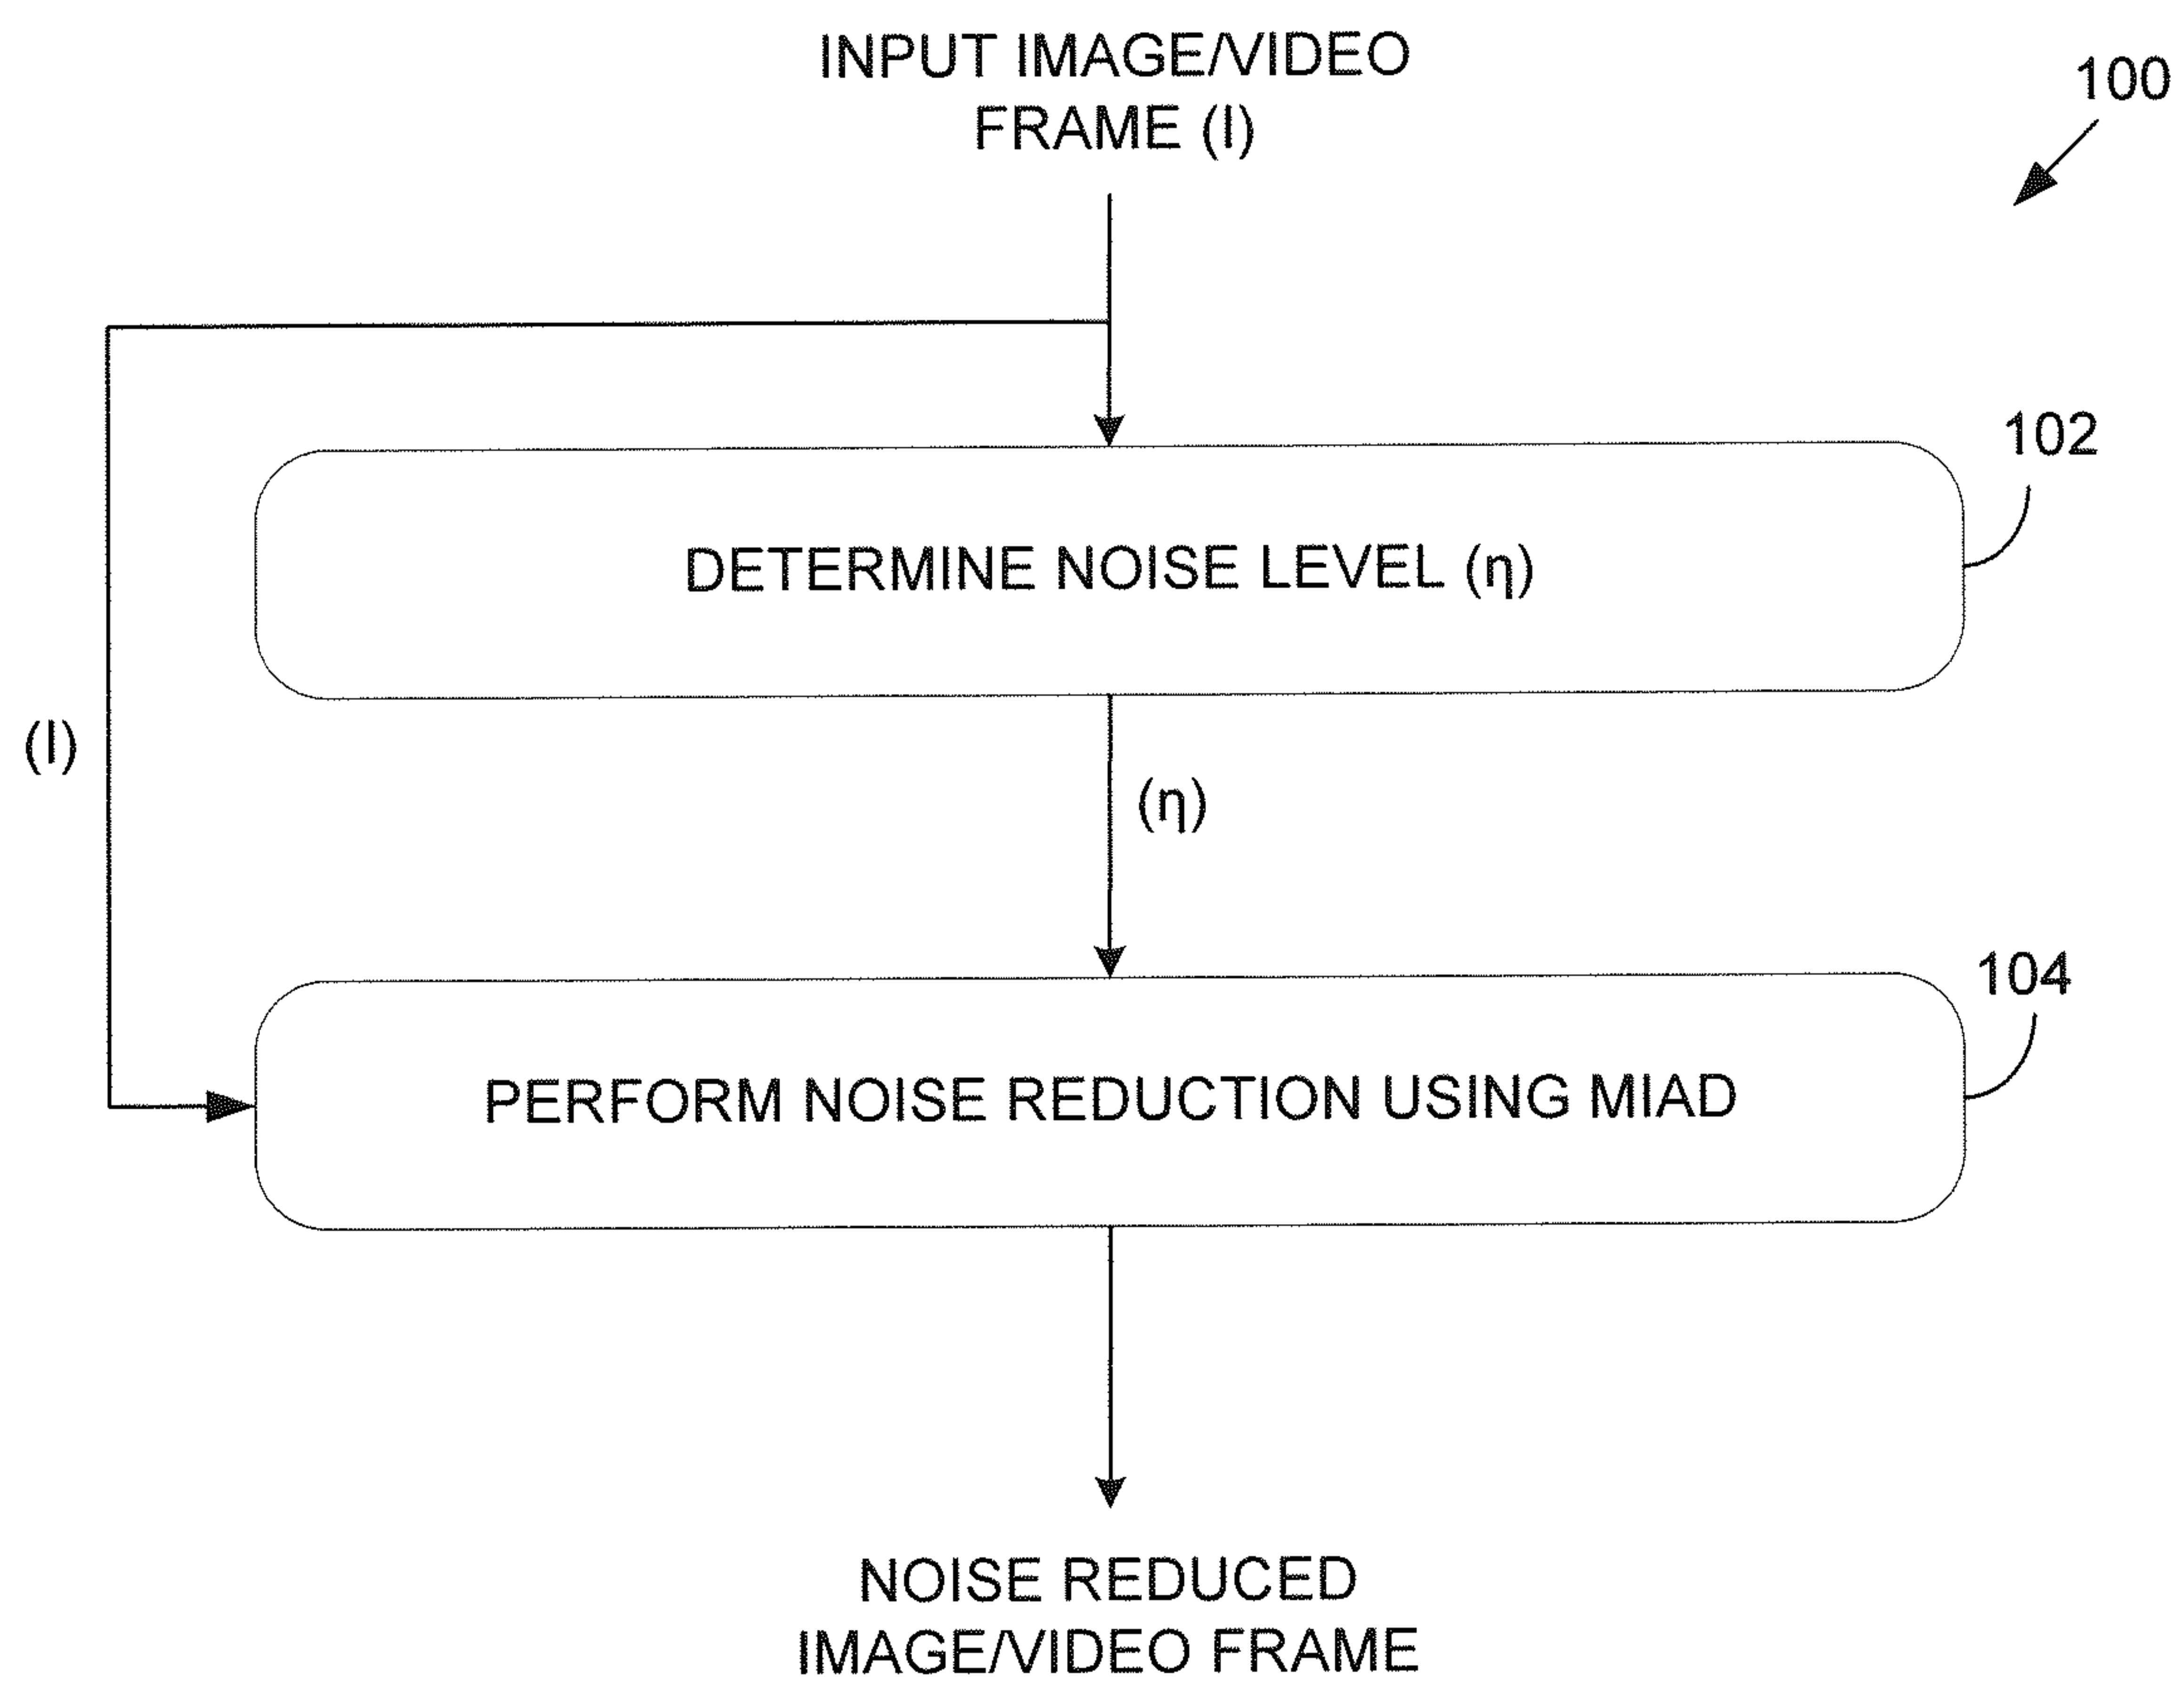 INPUT IMAGE/VIDEO
FRAME (I)
100
102
DETERMINE NOISE LEVEL (η)
(I)
(η)
104
PERFORM NOISE REDUCTION USING MIAD
NOISE REDUCED
IMAGE/VIDEO FRAME